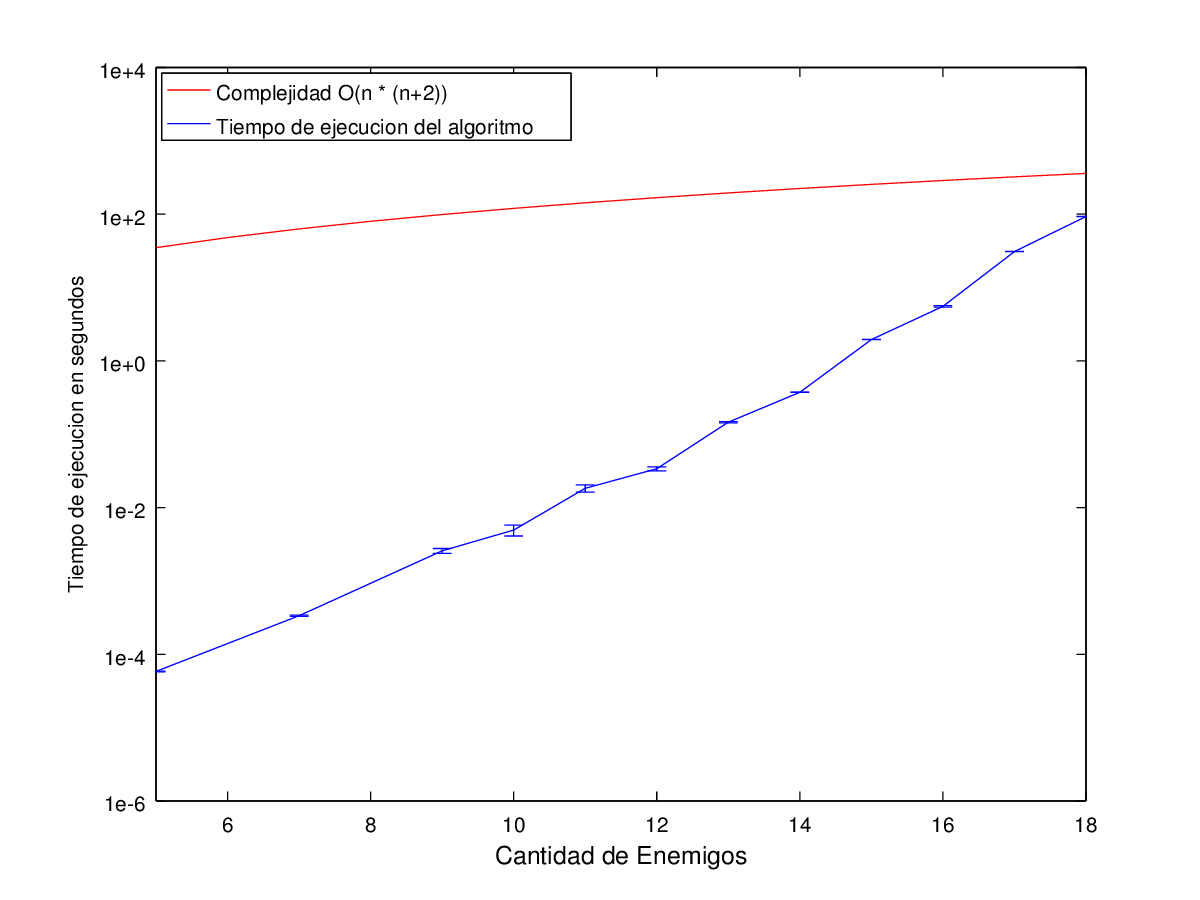 1e+4
Complejidad O(n * (n+2))
Tiempo de ejecucion del algoritmo
1e+2
1e+0
1e-2
1e-4
1e-6
Tiempo de ejecucion en segundos
6 8 10 12 14 16 18
Cantidad de Enemigos